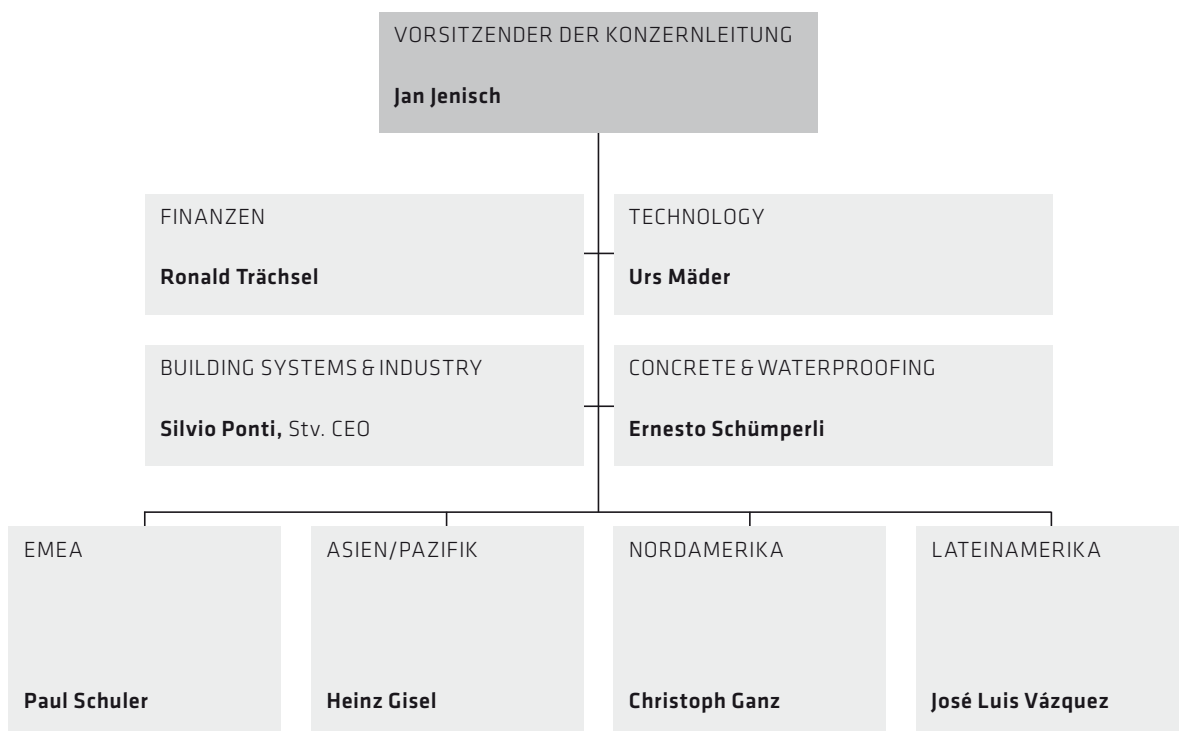 VORSITZENDER DER KONZERNLEITUNG
Jan Jenisch
FINANZEN
Ronald Trächsel
TECHNOLOGY
Urs Mäder
BUILDING SYSTEMS & INDUSTRY
Silvio Ponti, Stv. CEO
CONCRETE & WATERPROOFING
Ernesto Schümperli
EMEA
Paul Schuler
ASIEN/PAZIFIK
Heinz Gisel
NORDAMERIKA
Christoph Ganz
LATEINAMERIKA
José Luis Vázquez